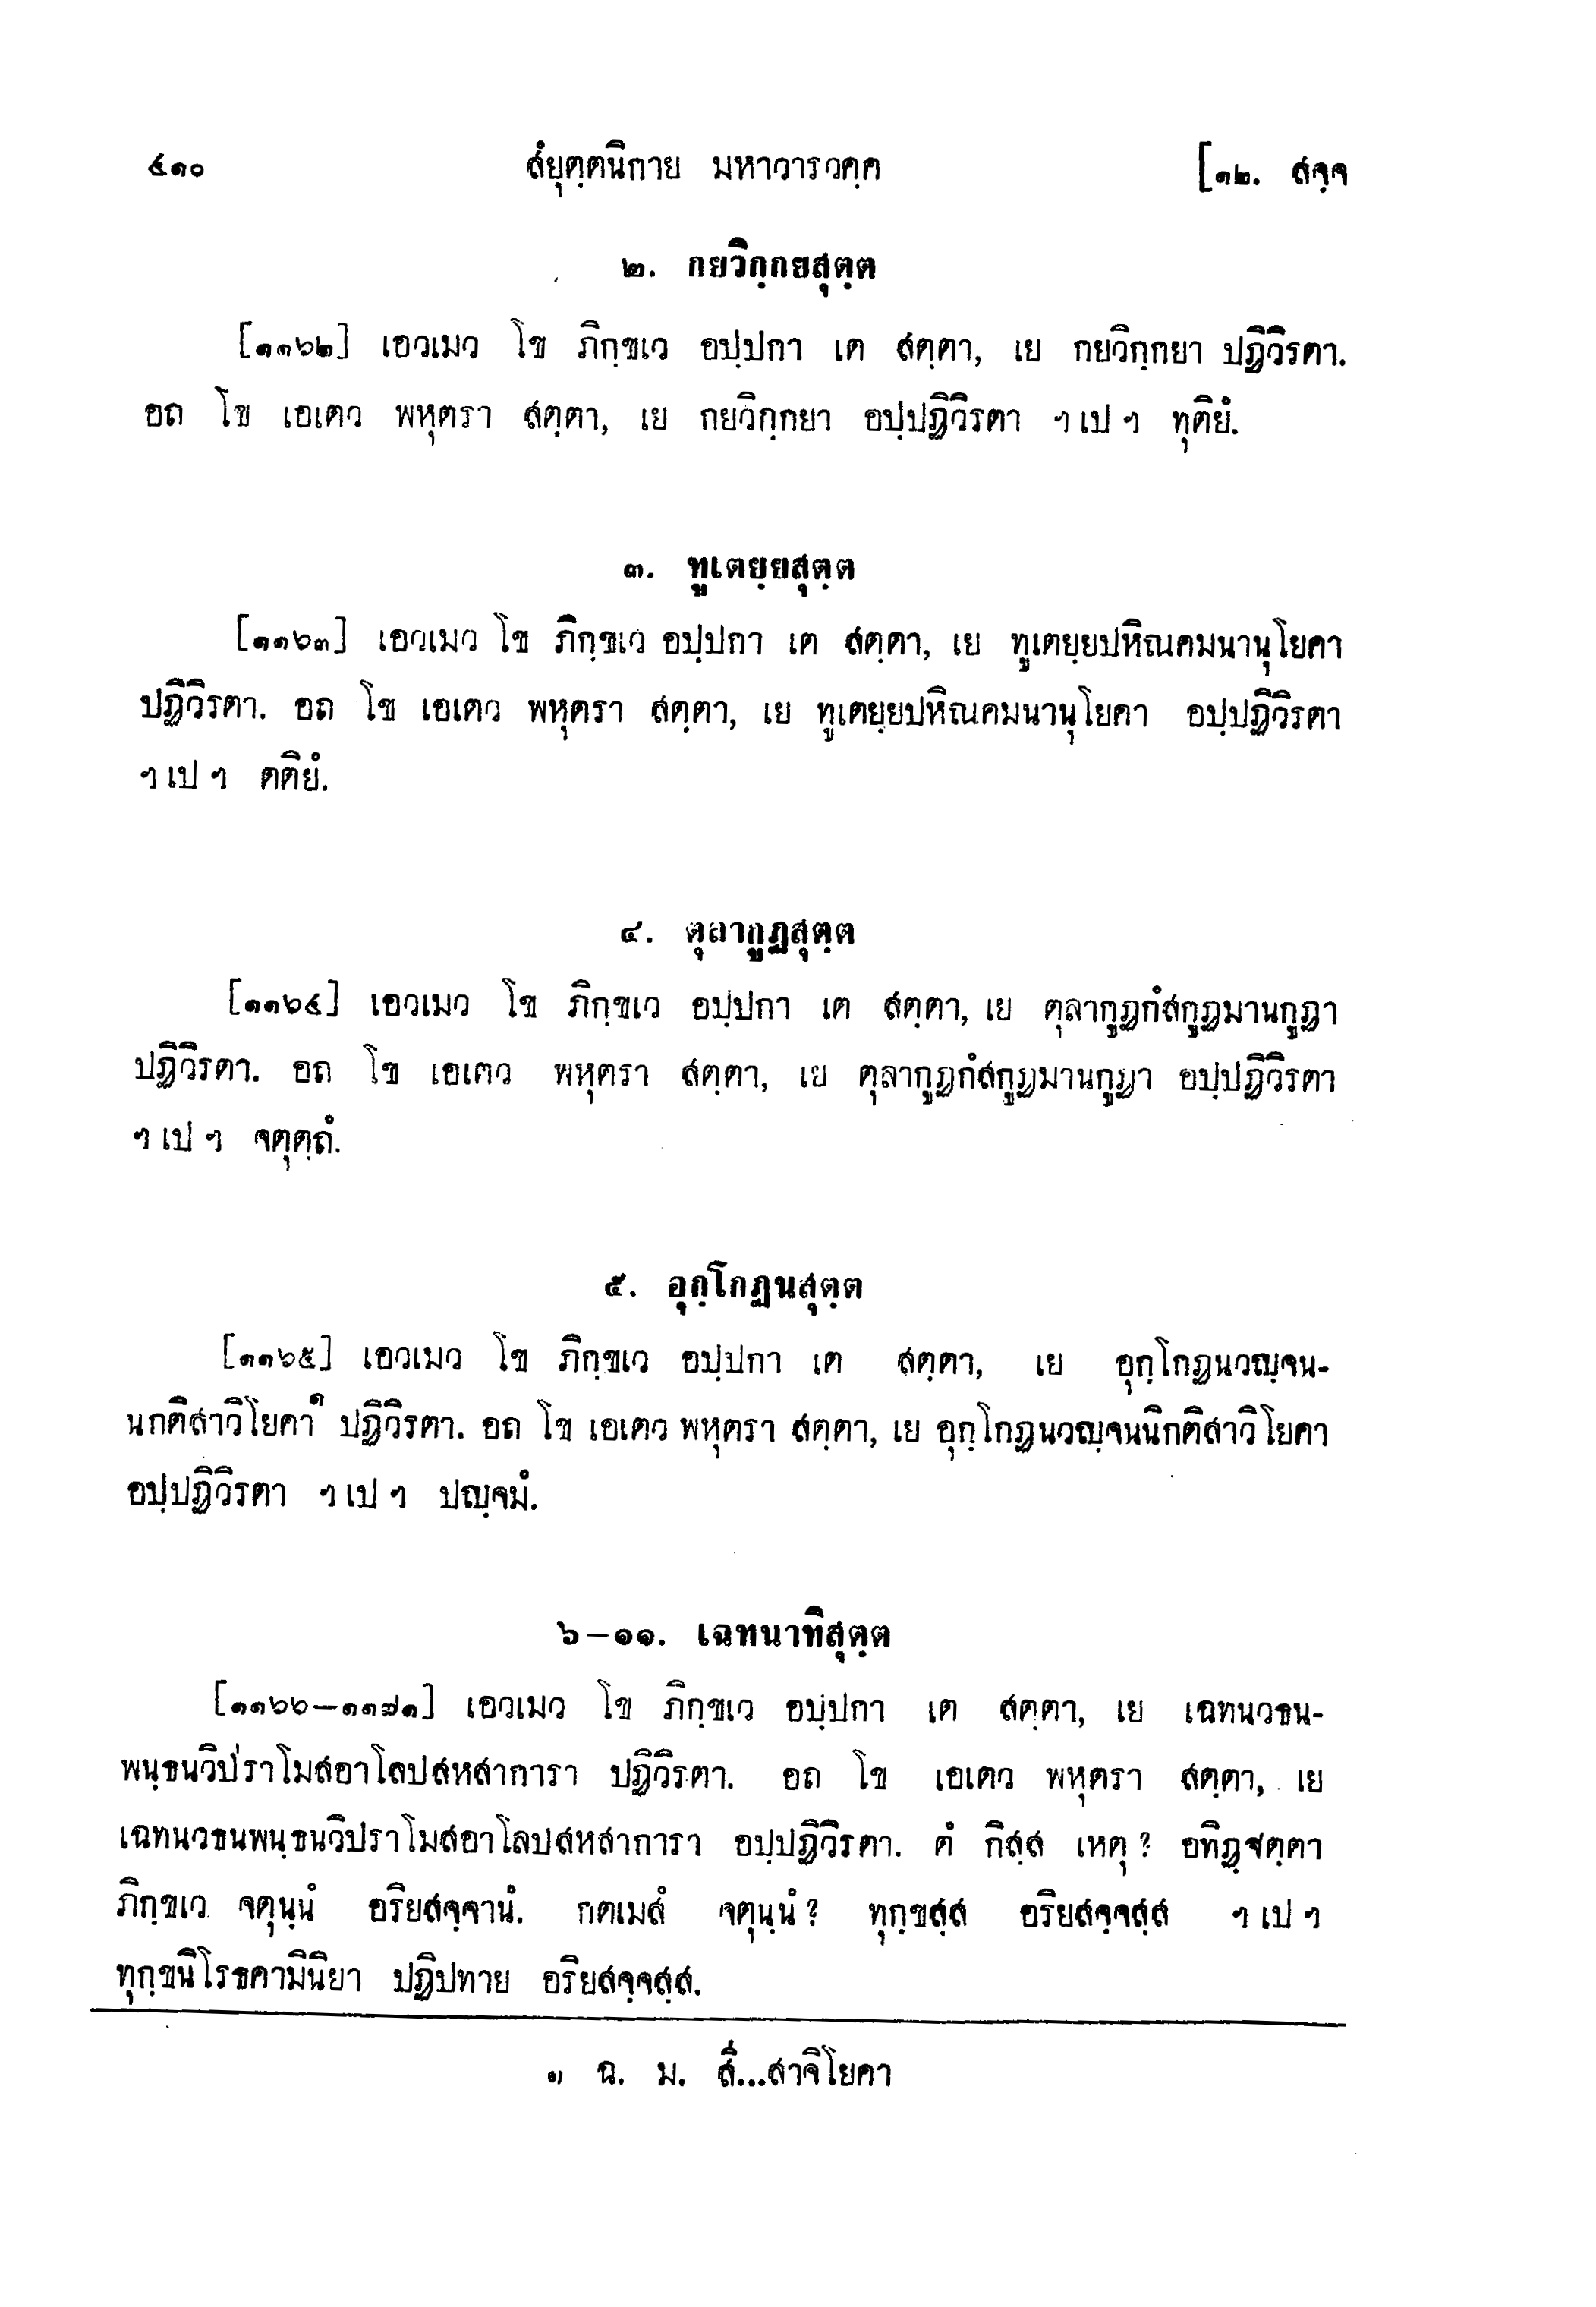 ๔๑๐ สํยุตฺตนิกาย มหาวารวคฺค [๑๒. สจฺจ
๒. กยวิกฺกยสุตฺต
[๑๑๖๒] เอวเมว โข ภิกฺขเว อปฺปกา เต สตฺตา, เย กยวิกฺกยา ปฏิวิรตา.
อถ โข เอเตว พหุตรา สตฺตา, เย กยวิกฺกยา อปฺปฏิวิรตา ฯ เป ฯ ทุติยํ.
๓. ทูเตยฺยสุตฺต
[๑๑๖๓] เอวเมว โข ภิกฺขเว อปฺปกา เต สตฺตา, เย ทูเตยฺยปหิณคมนานุโยคา
ปฏิวิรตา. อถ โข เอเตว พหุตรา สตฺตา, เย ทูเตยฺยปหิณคมนานุโยคา อปฺปฏิวิรตา
ฯ เป ฯ ตติยํ.
๔. ตุลากูฏสุตฺต
[๑๑๖๔] เอวเมว โข ภิกฺขเว อปฺปกา เต สตฺตา, เย ตุลากูฏกํสกูฏมานกูฏา
ปฏิวิรตา. อถ โข เอเตว พหุตรา สตฺตา, เย ตุลากูฏกํสกูฏมานกูฏา อปฺปฏิวิรตา
ฯ เป ฯ จตุตฺถํ.
๕. อุกฺโกฏนสุตฺต
[๑๑๖๕] เอวเมว โข ภิกฺขเว อปฺปกา เต สตฺตา, เย อุกฺโกฏนวญฺจน-
นกติสาวิโยคา๑ ปฏิวิรตา. อถ โข เอเตว พหุตรา สตฺตา, เย อุกฺโกฏนวญฺจนนิกติสาวิโยคา
อปฺปฏิวิรตา ฯ เป ฯ ปญฺจมํ.
๖–๑๑. เฉทนาทิสุตฺต
[๑๑๖๖–๑๑๗๑] เอวเมว โข ภิกฺขเว อปฺปกา เต สตฺตา, เย เฉทนวธน-
พนฺธนวิปราโมสอาโลปสหสาการา ปฏิวิรตา. อถ โข เอเตว พหุตรา สตฺตา, เย
เฉทนวธนพนฺธนวิปราโมสอาโลปสหสาการา อปฺปฏิวิรตา. ตํ กิสฺส เหตุ? อทิฏฺฐตฺตา
ภิกฺขเว จตุนฺนํ อริยสจฺจานํ. กตเมสํ จตุนฺนํ? ทุกฺขสฺส อริยสจฺจสฺส ฯ เป ฯ
ทุกฺขนิโรธคามินิยา ปฏิปทาย อริยสจฺจสฺส.
๑ ฉ. ม. สี...สาจิโยคา